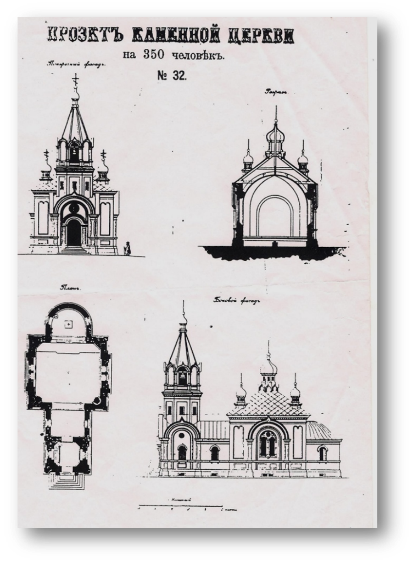 ПРОЭКТЪ КАМЕННОЙ ЦЕРКВИ
на 350 человѣкъ.
№ 32.
Разрѣзъ
Планъ.
Боковой фасадъ